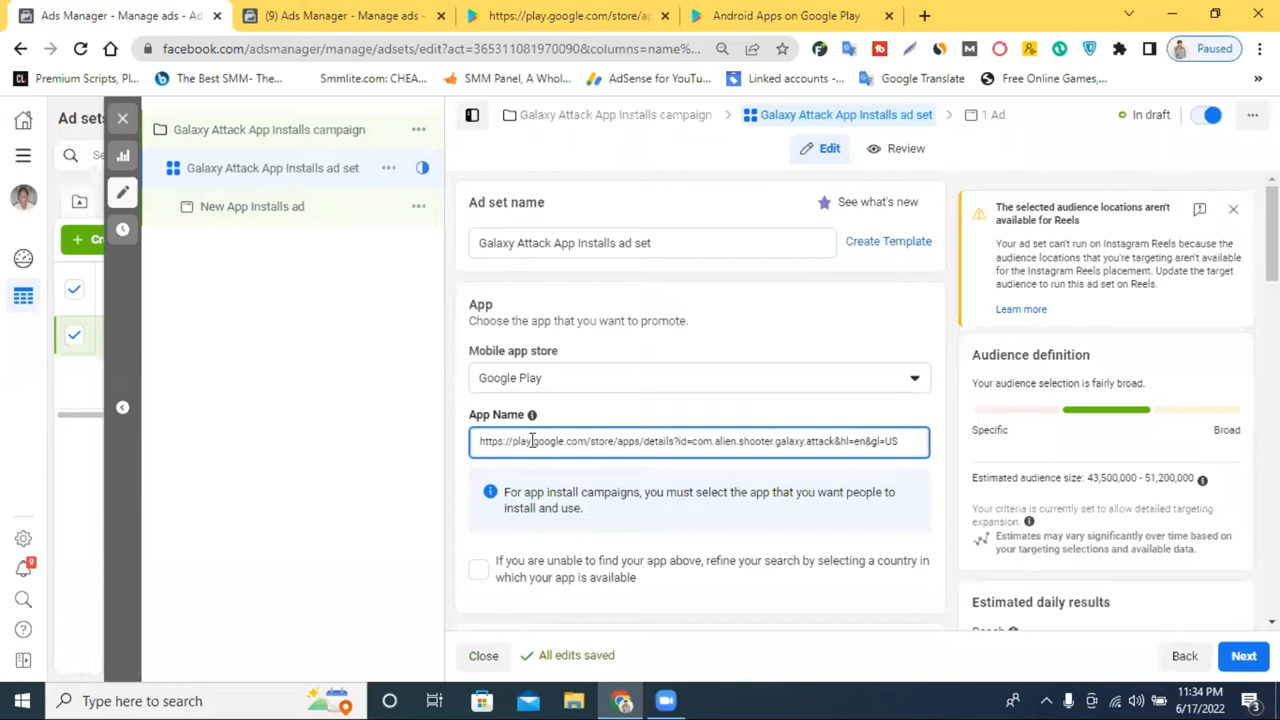 Ads Manager - Manage ads - Ads
(9) Ads Manager - Manage ads
https://play.google.com/store/a
Android Apps on Google Play
facebook.com/adsmanager/manage/adsets/edit?act=365311081970090&columns=name%...
Paused
Premium Scripts, Pl...
The Best SMM- The...
Smmlite.com: CHEA...
SMM Panel, A Whol...
AdSense for YouTu...
Linked accounts -...
Google Translate
Free Online Games,...
»
Ad sets
Galaxy Attack App Installs campaign
Galaxy Attack App Installs ad set
New App Installs ad
Galaxy Attack App Installs campaign
Galaxy Attack App Installs ad set
1 Ad
In draft
Edit
Review
Ad set name
See what's new
Galaxy Attack App Installs ad set
Create Template
App
Choose the app that you want to promote.
Mobile app store
Google Play
App Name
https://play.google.com/store/apps/details?id=com.alien.shooter.galaxy.attack&hl=en&gl=US
For app install campaigns, you must select the app that you want people to
install and use.
If you are unable to find your app above, refine your search by selecting a country in
which your app is available
The selected audience locations aren't
available for Reels
Your ad set can't run on Instagram Reels because the
audience locations that you're targeting aren't available
for the Instagram Reels placement. Update the target
audience to run this ad set on Reels.
Learn more
Audience definition
Your audience selection is fairly broad.
Specific
Broad
Estimated audience size: 43,500,000 - 51,200,000
Your criteria is currently set to allow detailed targeting
expansion.
Estimates may vary significantly over time based on
your targeting selections and available data.
Estimated daily results
Close
All edits saved
Back
Next
Type here to search
11:34 PM
6/17/2022
3